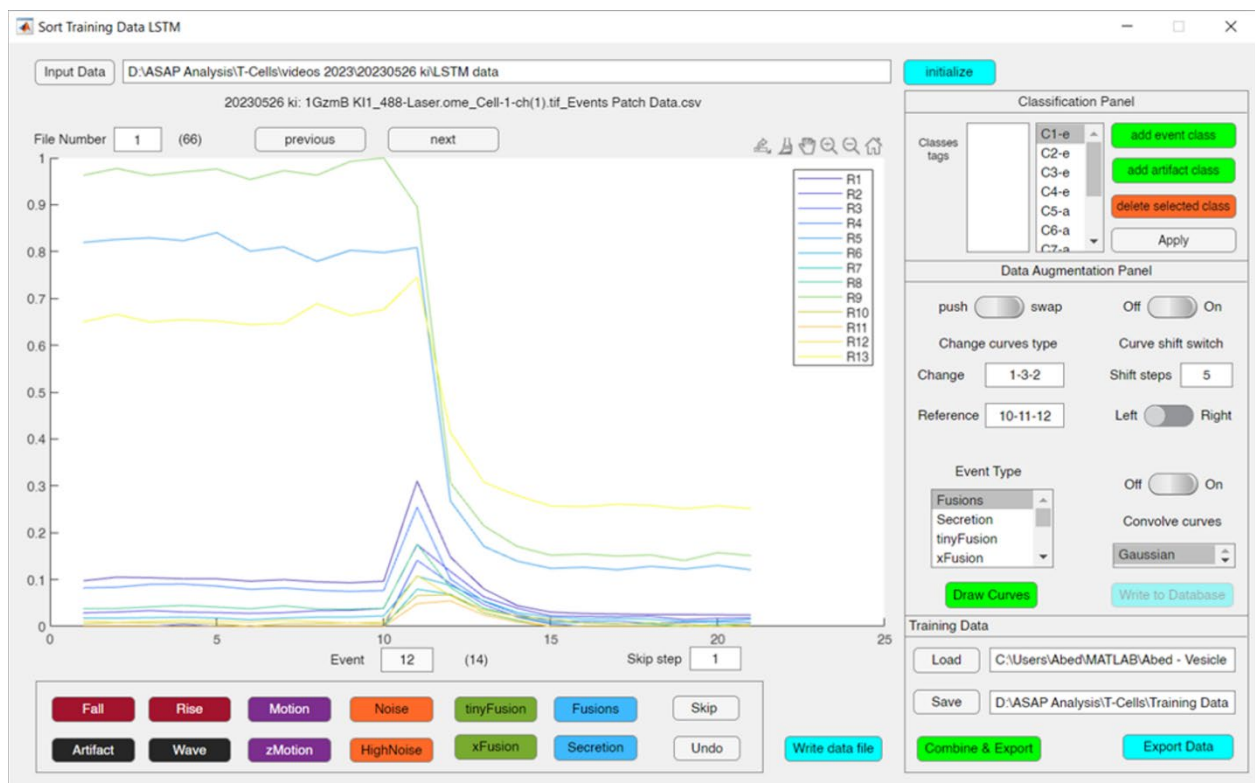 Sort Training Data LSTM
Input Data D:\ASAP Analysis\T-Cells\videos 2023\20230526 ki\LSTM data initialize
20230526 ki: 1GzmB KI1_488-Laser.ome_Cell-1-ch(1).tif_Events Patch Data.csv
File Number 1 (66) previous next
1
0.9
0.8
0.7
0.6
0.5
0.4
0.3
0.2
0.1
0
0 5 10 15 20 25
R1
R2
R3
R4
R5
R6
R7
R8
R9
R10
R11
R12
R13
Event 12 (14) Skip step 1
Fall Rise Motion Noise tinyFusion Fusions Skip
Artifact Wave zMotion HighNoise xFusion Secretion Undo
Write data file
Classification Panel
Classes
tags
C1-e
C2-e
C3-e
C4-e
C5-a
C6-a
C7-a
add event class
add artifact class
delete selected class
Apply
Data Augmentation Panel
push swap Off On
Change curves type Curve shift switch
Change 1-3-2 Shift steps 5
Reference 10-11-12 Left Right
Event Type
Fusions
Secretion
tinyFusion
xFusion
Off On
Convolve curves
Gaussian
Draw Curves Write to Database
Training Data
Load C:\Users\Abed\MATLAB\Abed - Vesicle
Save D:\ASAP Analysis\T-Cells\Training Data
Combine & Export Export Data